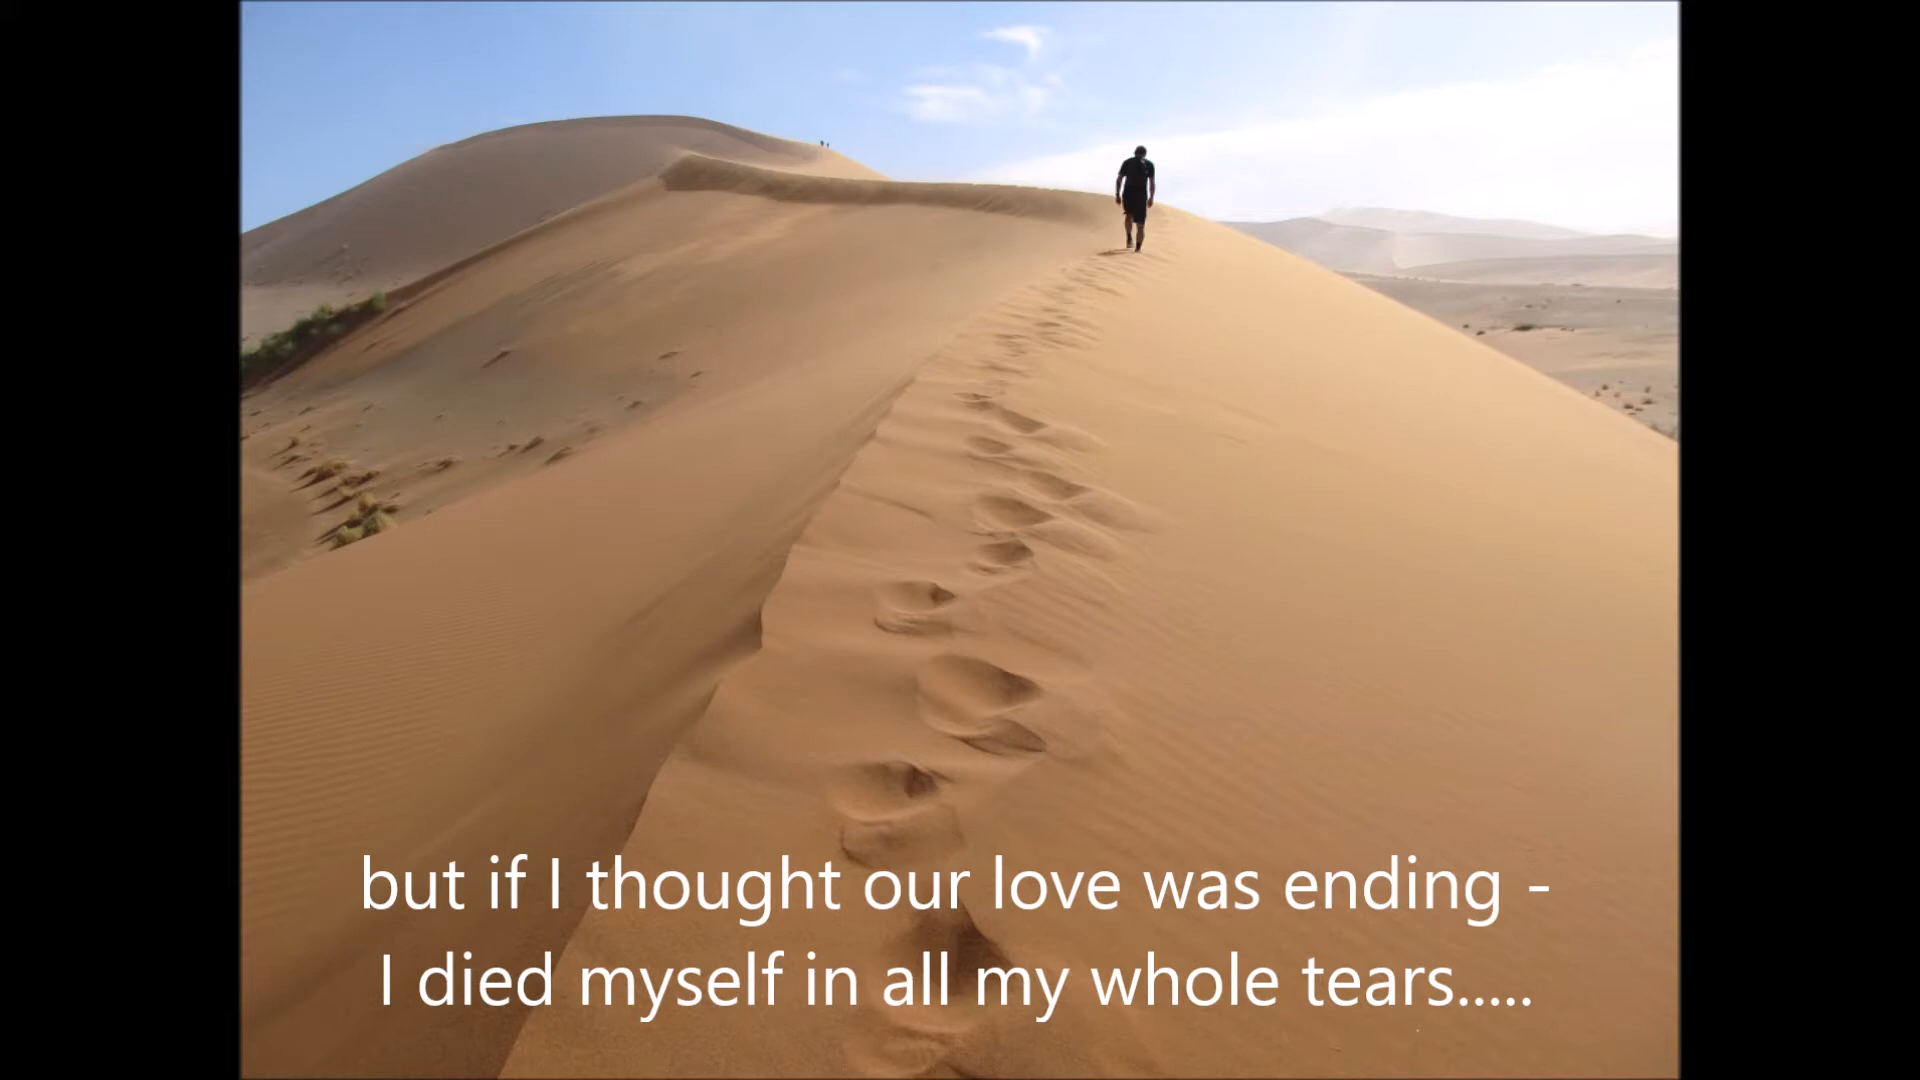 but if I thought our love was ending -
I died myself in all my whole tears.....